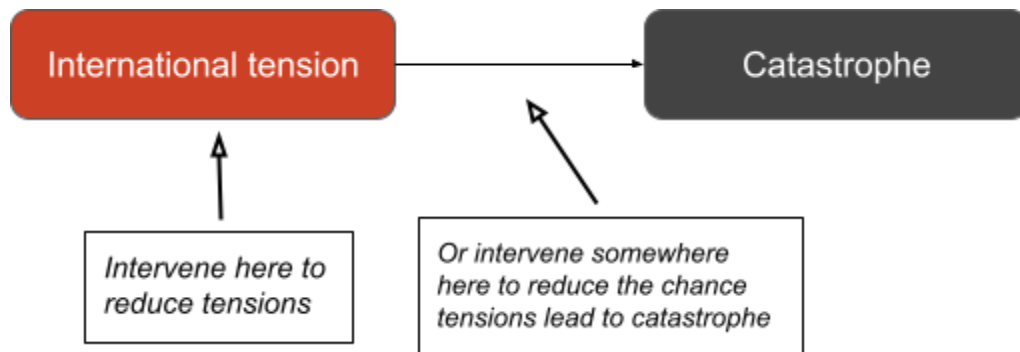 International tension
Catastrophe
Intervene here to
reduce tensions
Or intervene somewhere
here to reduce the chance
tensions lead to catastrophe